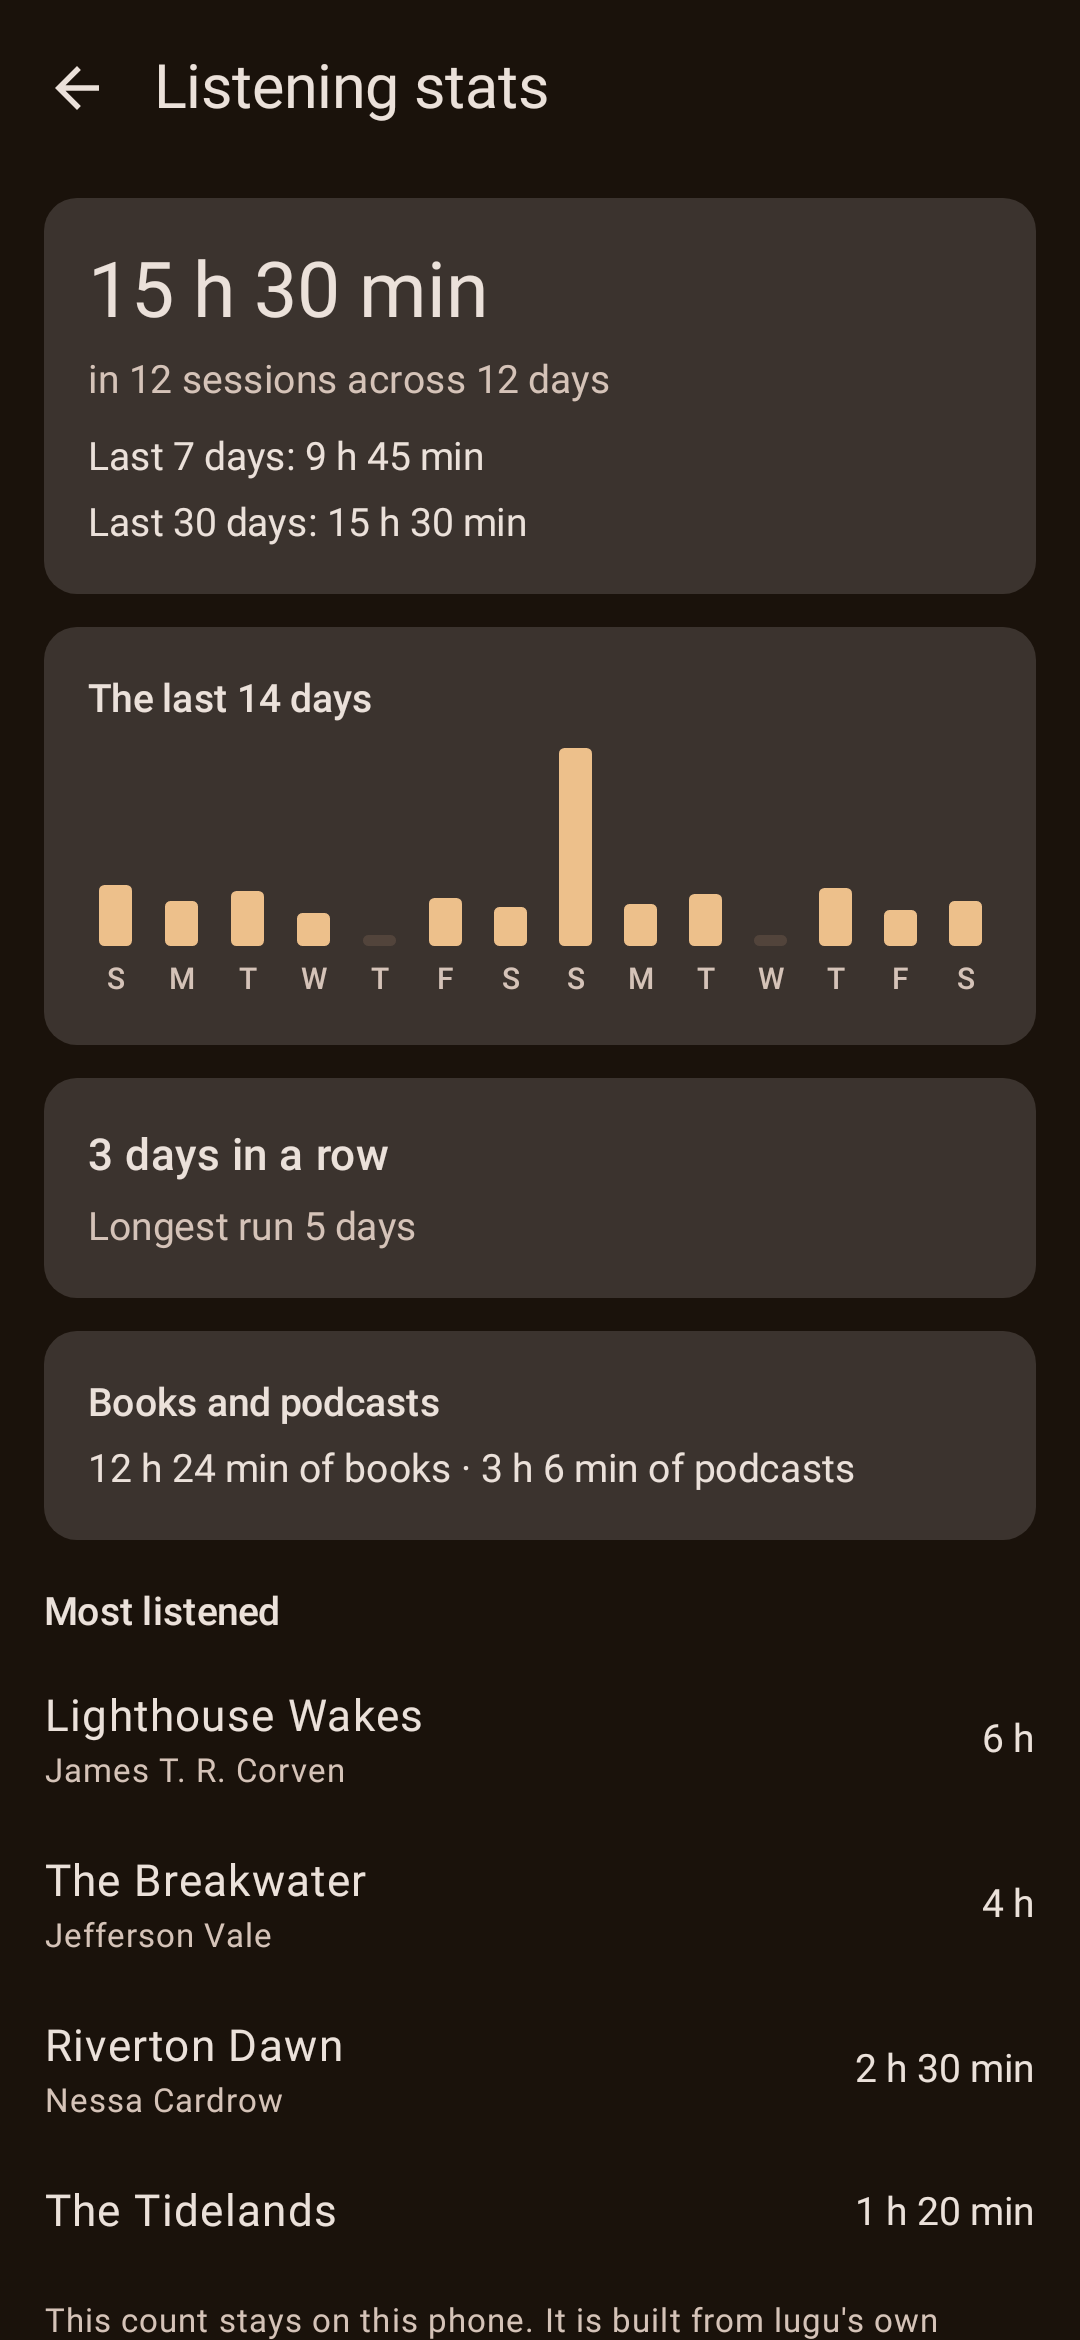 Listening stats
15 h 30 min
in 12 sessions across 12 days
Last 7 days: 9 h 45 min
Last 30 days: 15 h 30 min
The last 14 days
S M T W T F S S M T W T F S
3 days in a row
Longest run 5 days
Books and podcasts
12 h 24 min of books · 3 h 6 min of podcasts
Most listened
Lighthouse Wakes
6 h
James T. R. Corven
The Breakwater
4 h
Jefferson Vale
Riverton Dawn
2 h 30 min
Nessa Cardrow
The Tidelands
1 h 20 min
This count stays on this phone. It is built from lugu's own